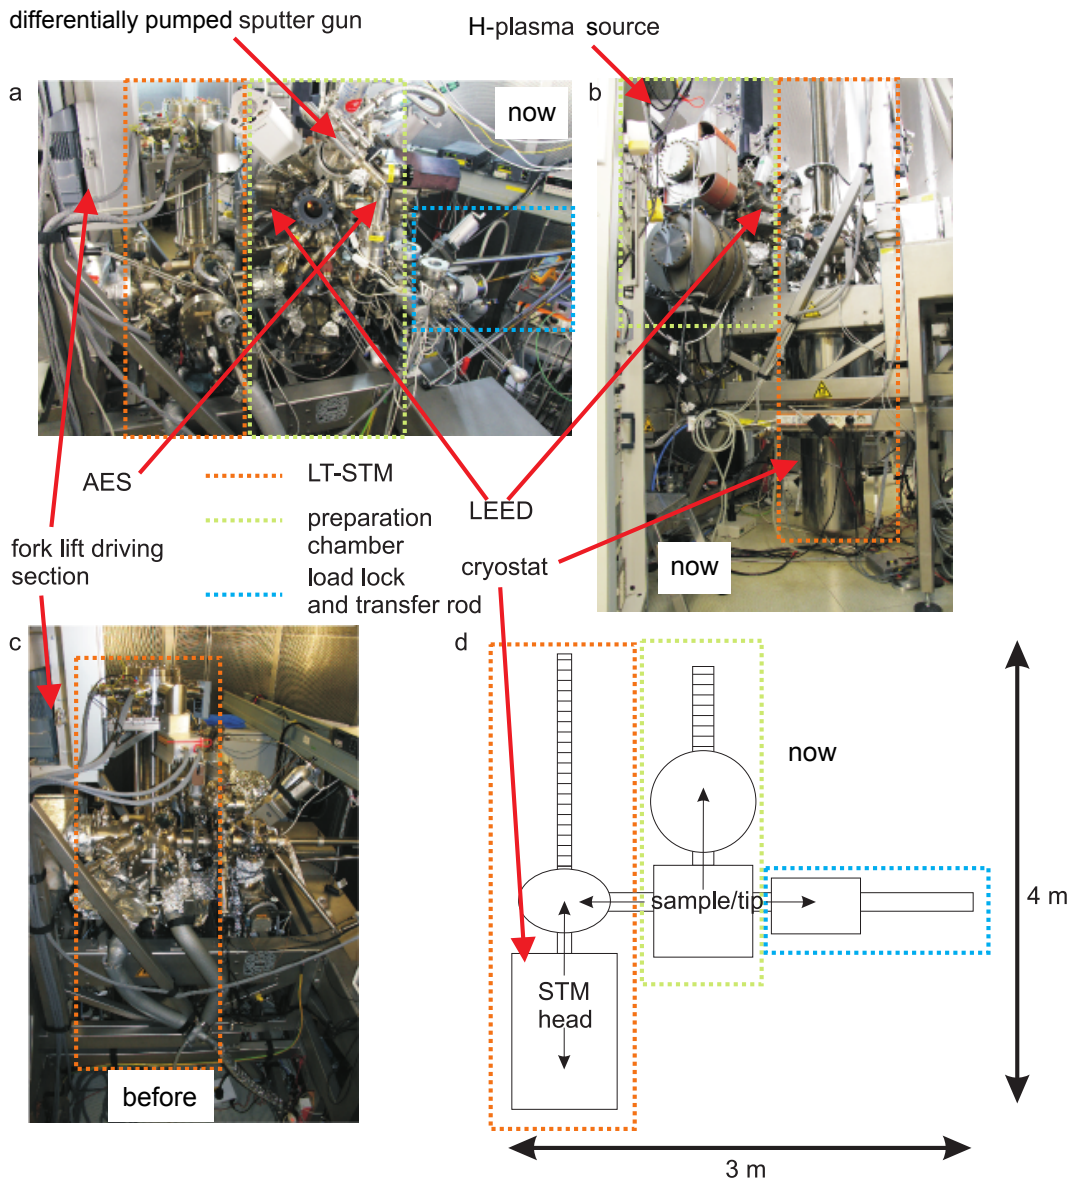 differentially pumped sputter gun
H-plasma source
a
now
b
AES
LT-STM
preparation
chamber
load lock
and transfer rod
LEED
cryostat
fork lift driving
section
now
c
before
d
now
sample/tip
STM
head
4 m
3 m